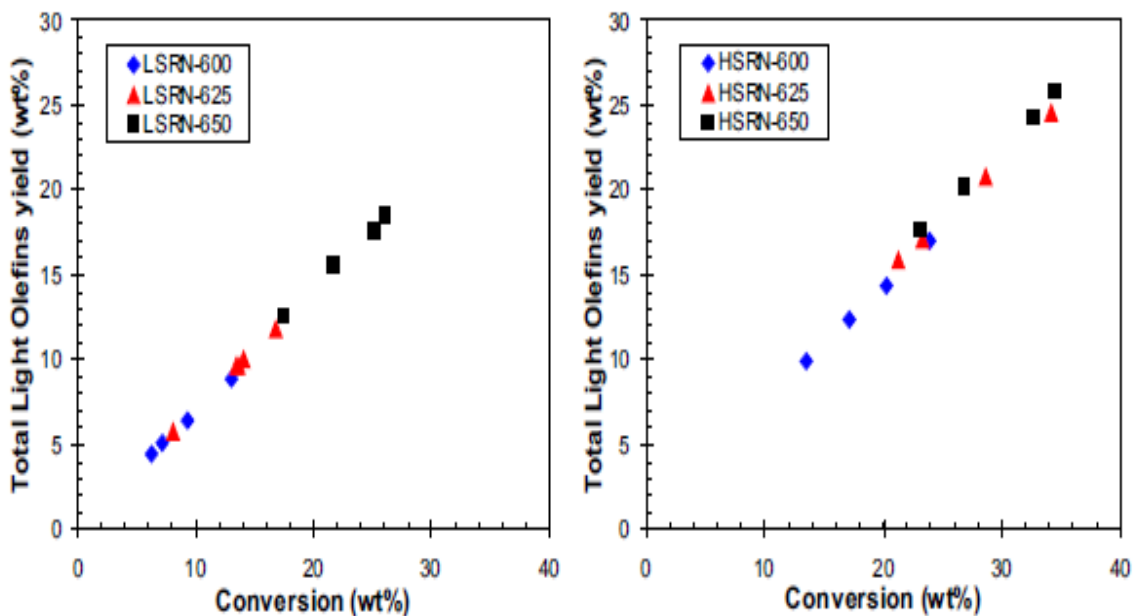 Total Light Olefins yield (wt%)
30
25
20
15
10
5
0
LSRN-600
LSRN-625
LSRN-650
0 10 20 30 40
Conversion (wt%)
Total Light Olefins yield (wt%)
30
25
20
15
10
5
0
HSRN-600
HSRN-625
HSRN-650
0 10 20 30 40
Conversion (wt%)